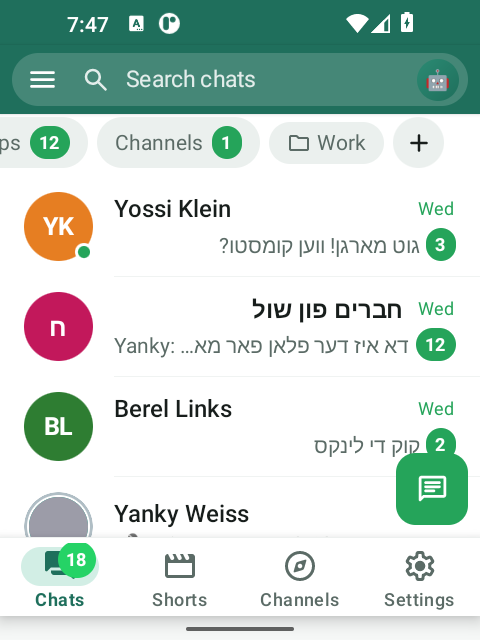 7:47
A
Search chats
ps 12
Channels 1
Work
+
YK
Yossi Klein
Wed
גוט מארגן! ווען קומסטו?
3
ח
חברים פון שול
Wed
Yanky: דא איז דער פלאן פאר מא...
12
BL
Berel Links
Wed
קוק די לינקס
2
Yanky Weiss
18
Chats
Shorts
Channels
Settings